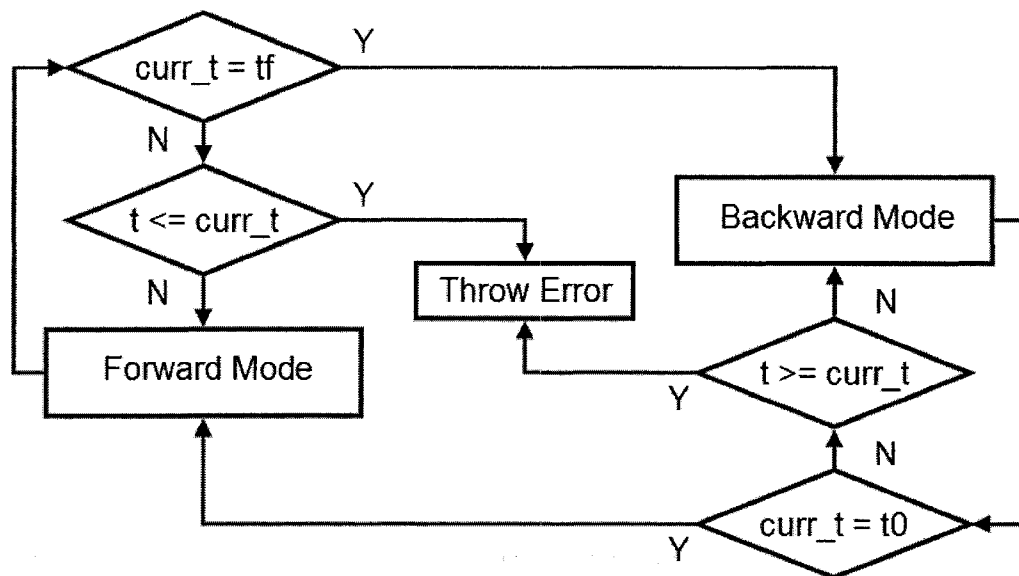 Y
curr_t = tf
N
Y
t <= curr_t
Backward Mode
N
Throw Error
N
Forward Mode
t >= curr_t
Y
N
curr_t = t0
Y